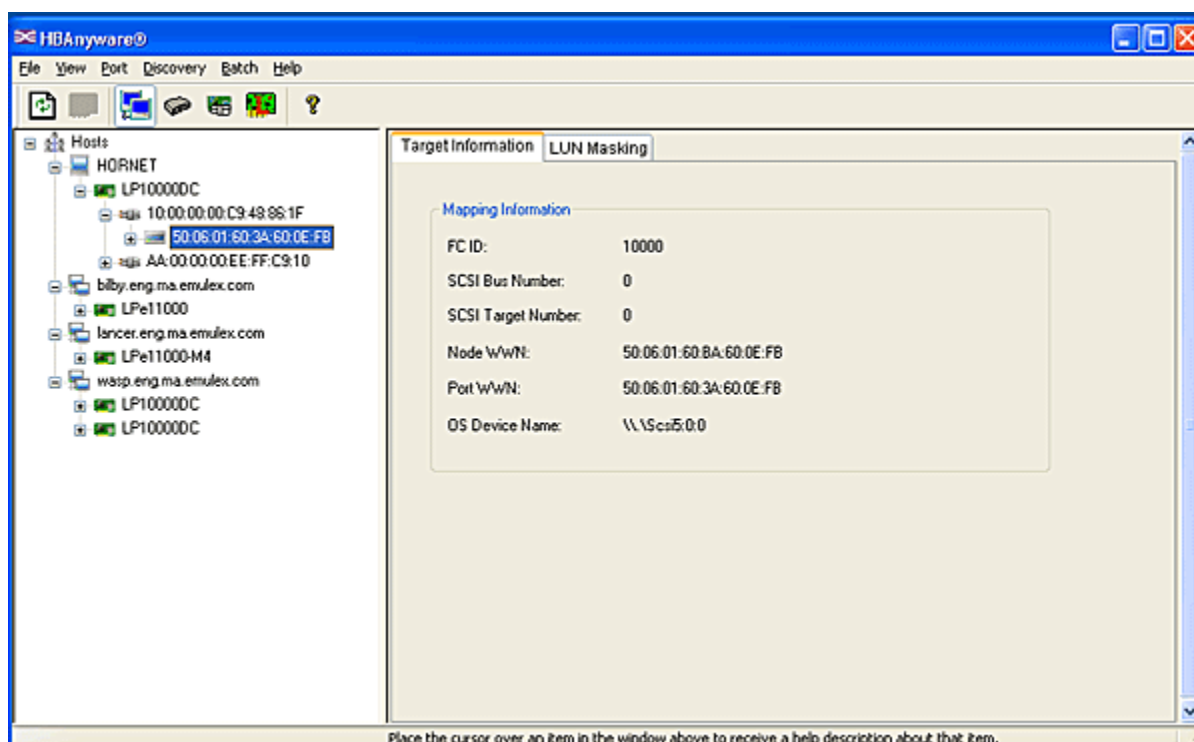 HBAnyware®
File View Port Discovery Batch Help
Hosts
HORNET
LP10000DC
10:00:00:00:C9:48:86:1F
50:06:01:60:3A:60:0E:FB
AA:00:00:00:EE:FF:C9:10
bilby.eng.ma.emulex.com
LPe11000
lancer.eng.ma.emulex.com
LPe11000-M4
wasp.eng.ma.emulex.com
LP10000DC
LP10000DC
Target Information LUN Masking
Mapping Information
FC ID: 10000
SCSI Bus Number: 0
SCSI Target Number: 0
Node WWN: 50:06:01:60:BA:60:0E:FB
Port WWN: 50:06:01:60:3A:60:0E:FB
OS Device Name: \\.\Scsi5:0:0
Place the cursor over an item in the window above to receive a help description about that item.